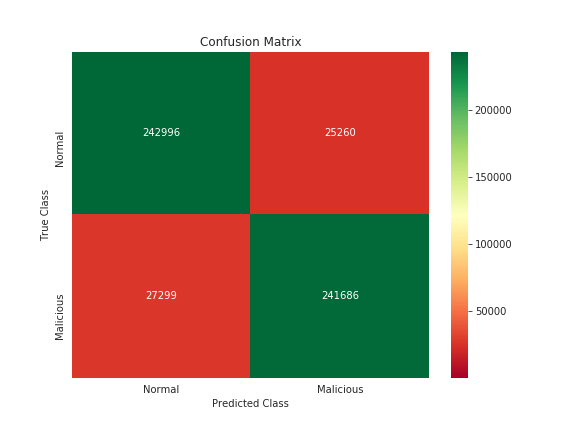 Confusion Matrix
True Class
Normal
242996
25260
Malicious
27299
241686
Normal
Malicious
Predicted Class
200000
150000
100000
50000